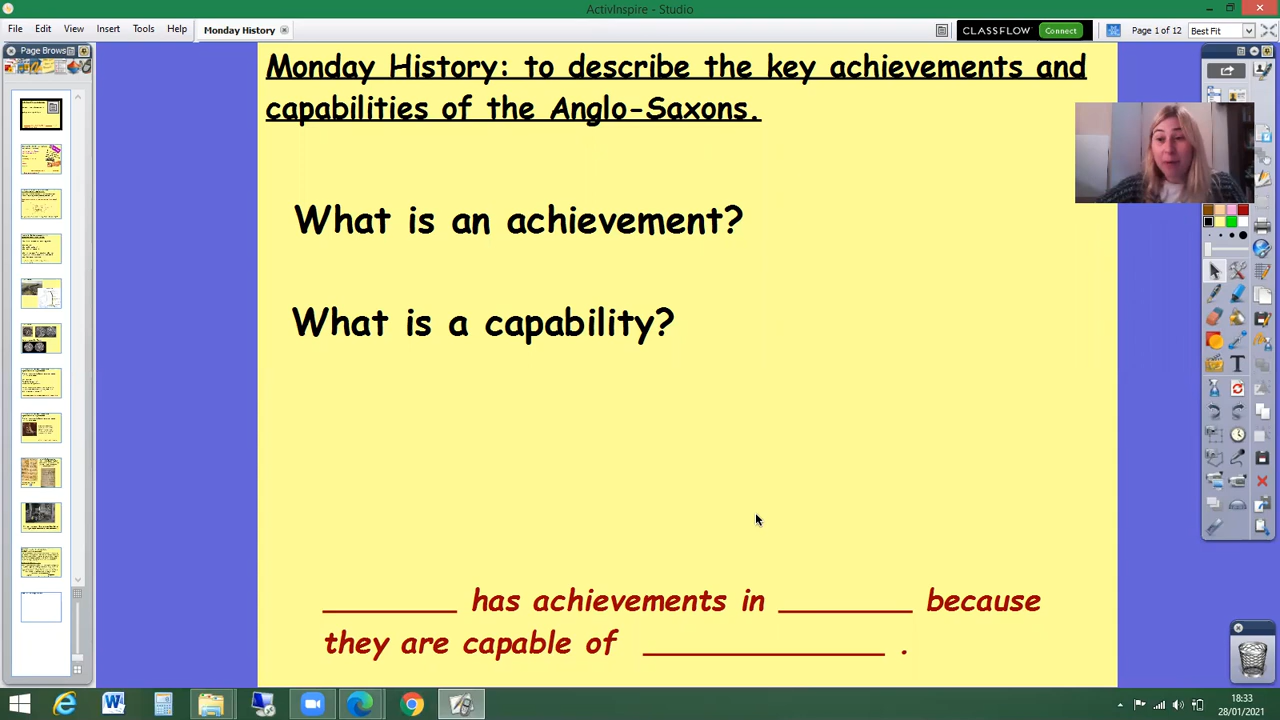 ActivInspire - Studio
File Edit View Insert Tools Help
Monday History
CLASSFLOW Connect
Page 1 of 12
Best Fit
Page Brows
Monday History: to describe the key achievements and
capabilities of the Anglo-Saxons.
What is an achievement?
What is a capability?
________ has achievements in ________ because
they are capable of ______________ .
18:33
28/01/2021